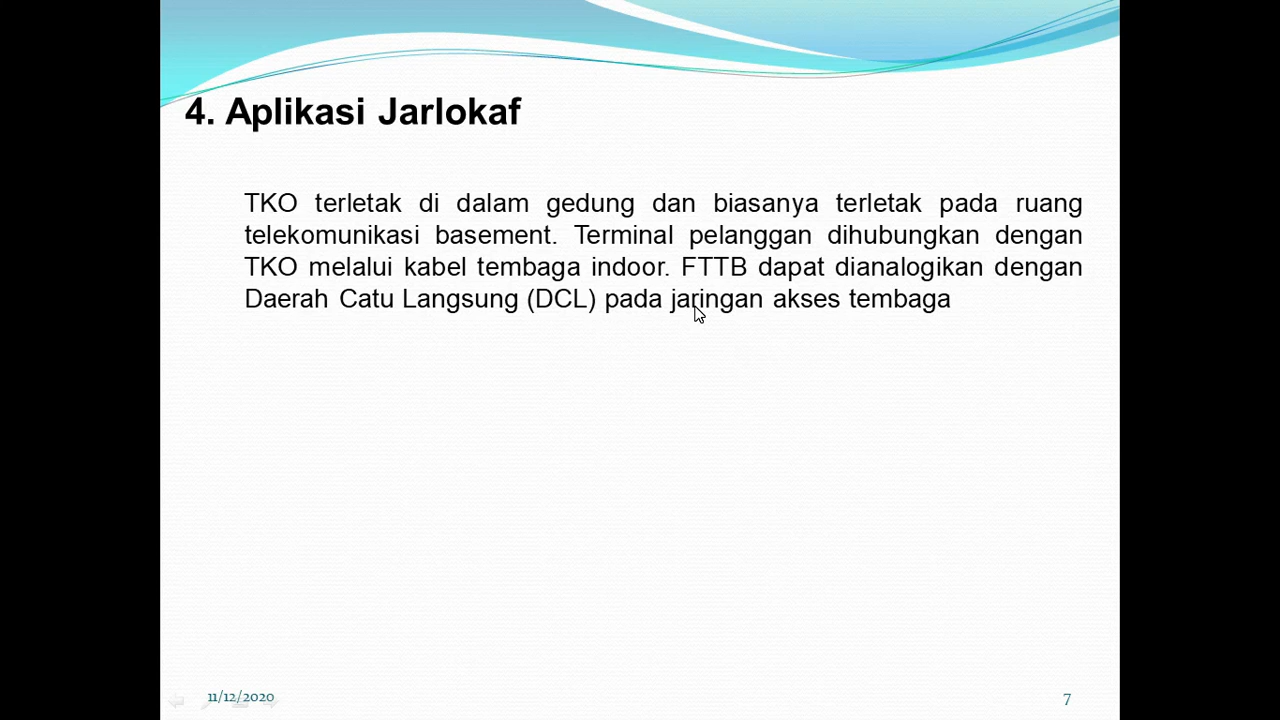 4. Aplikasi Jarlokaf
TKO terletak di dalam gedung dan biasanya terletak pada ruang
telekomunikasi basement. Terminal pelanggan dihubungkan dengan
TKO melalui kabel tembaga indoor. FTTB dapat dianalogikan dengan
Daerah Catu Langsung (DCL) pada jaringan akses tembaga
11/12/2020
7